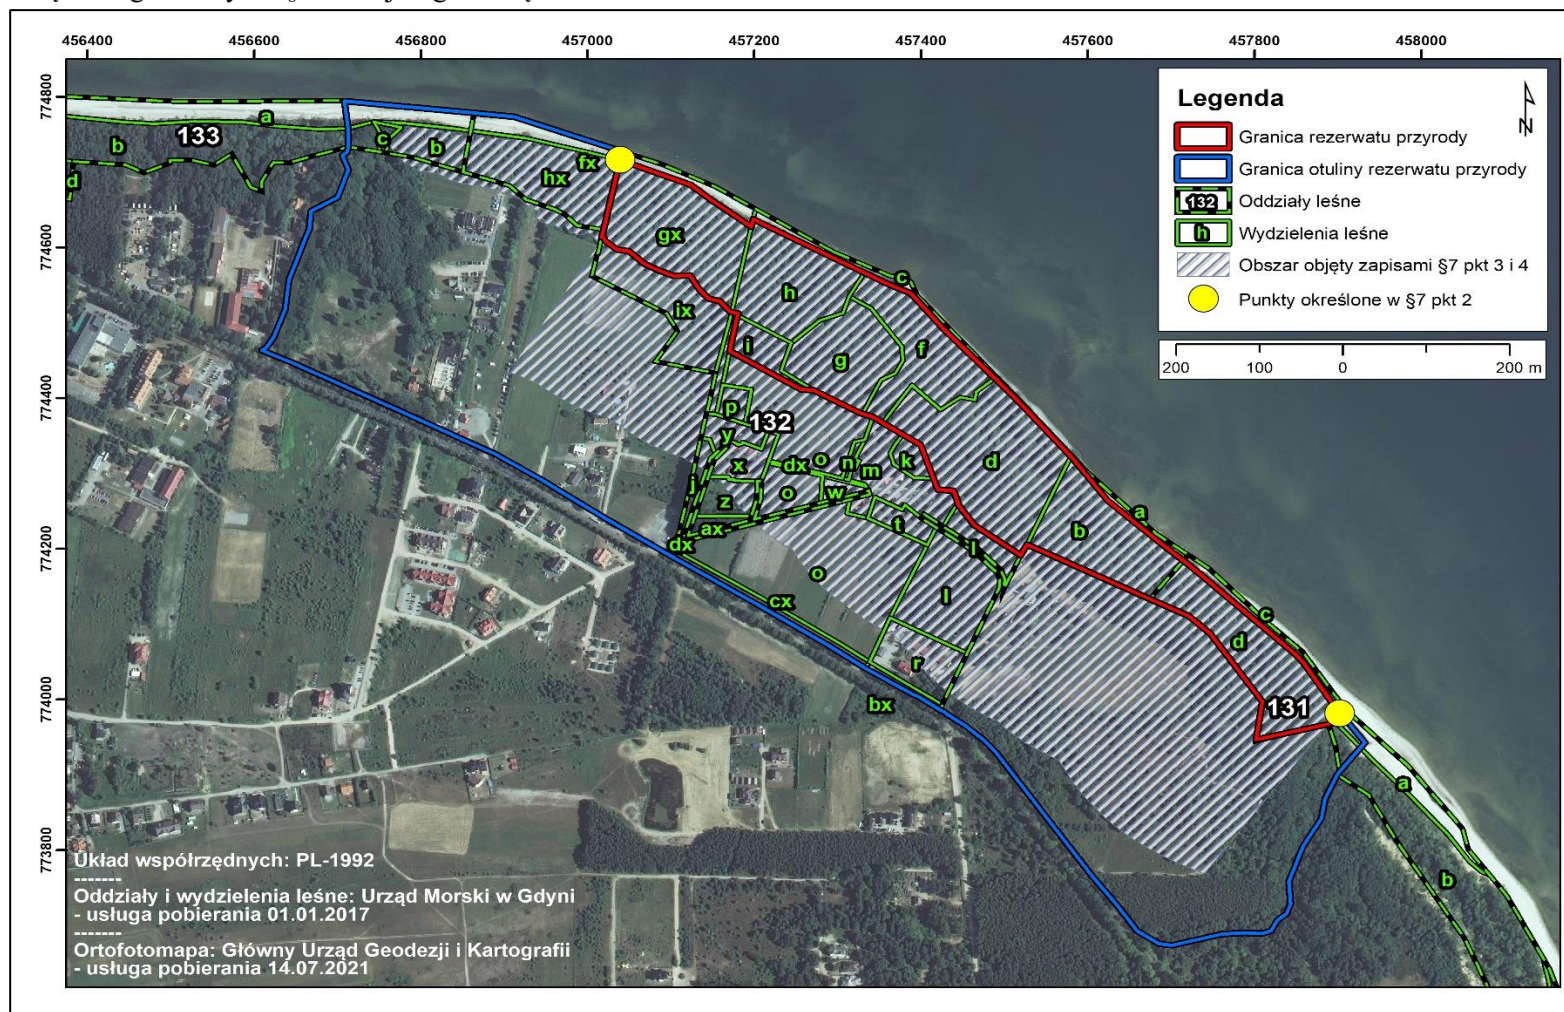 456400 456600 456800 457000 457200 457400 457600 457800 458000
774800
774600
774400
774200
774000
773800
Legenda
N
Granica rezerwatu przyrody
Granica otuliny rezerwatu przyrody
132 Oddziały leśne
h Wydzielenia leśne
Obszar objęty zapisami §7 pkt 3 i 4
Punkty określone w §7 pkt 2
200 100 0 200 m
a
133
b
c
b
d
fx
hx
gx
h
c
ix
i
g
f
p
132
y
x
dx
o
n
m
k
d
j
z
o
w
ax
t
dx
l
b
a
o
cx
l
r
bx
c
d
131
a
b
Układ współrzędnych: PL-1992
-------
Oddziały i wydzielenia leśne: Urząd Morski w Gdyni
- usługa pobierania 01.01.2017
-------
Ortofotomapa: Główny Urząd Geodezji i Kartografii
- usługa pobierania 14.07.2021